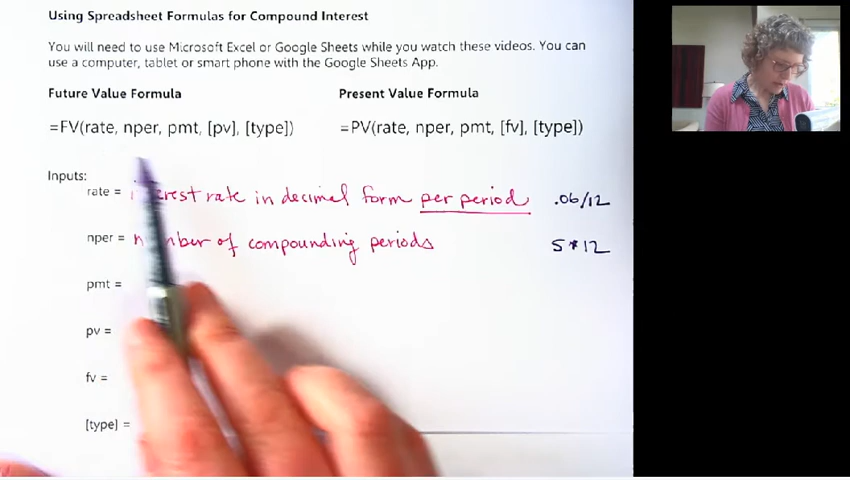 Using Spreadsheet Formulas for Compound Interest
You will need to use Microsoft Excel or Google Sheets while you watch these videos. You can
use a computer, tablet or smart phone with the Google Sheets App.
Future Value Formula
Present Value Formula
=FV(rate, nper, pmt, [pv], [type])
=PV(rate, nper, pmt, [fv], [type])
Inputs:
rate = rate in decimal form per period .06/12
nper = of compounding periods 5*12
pmt =
pv =
fv =
[type] =